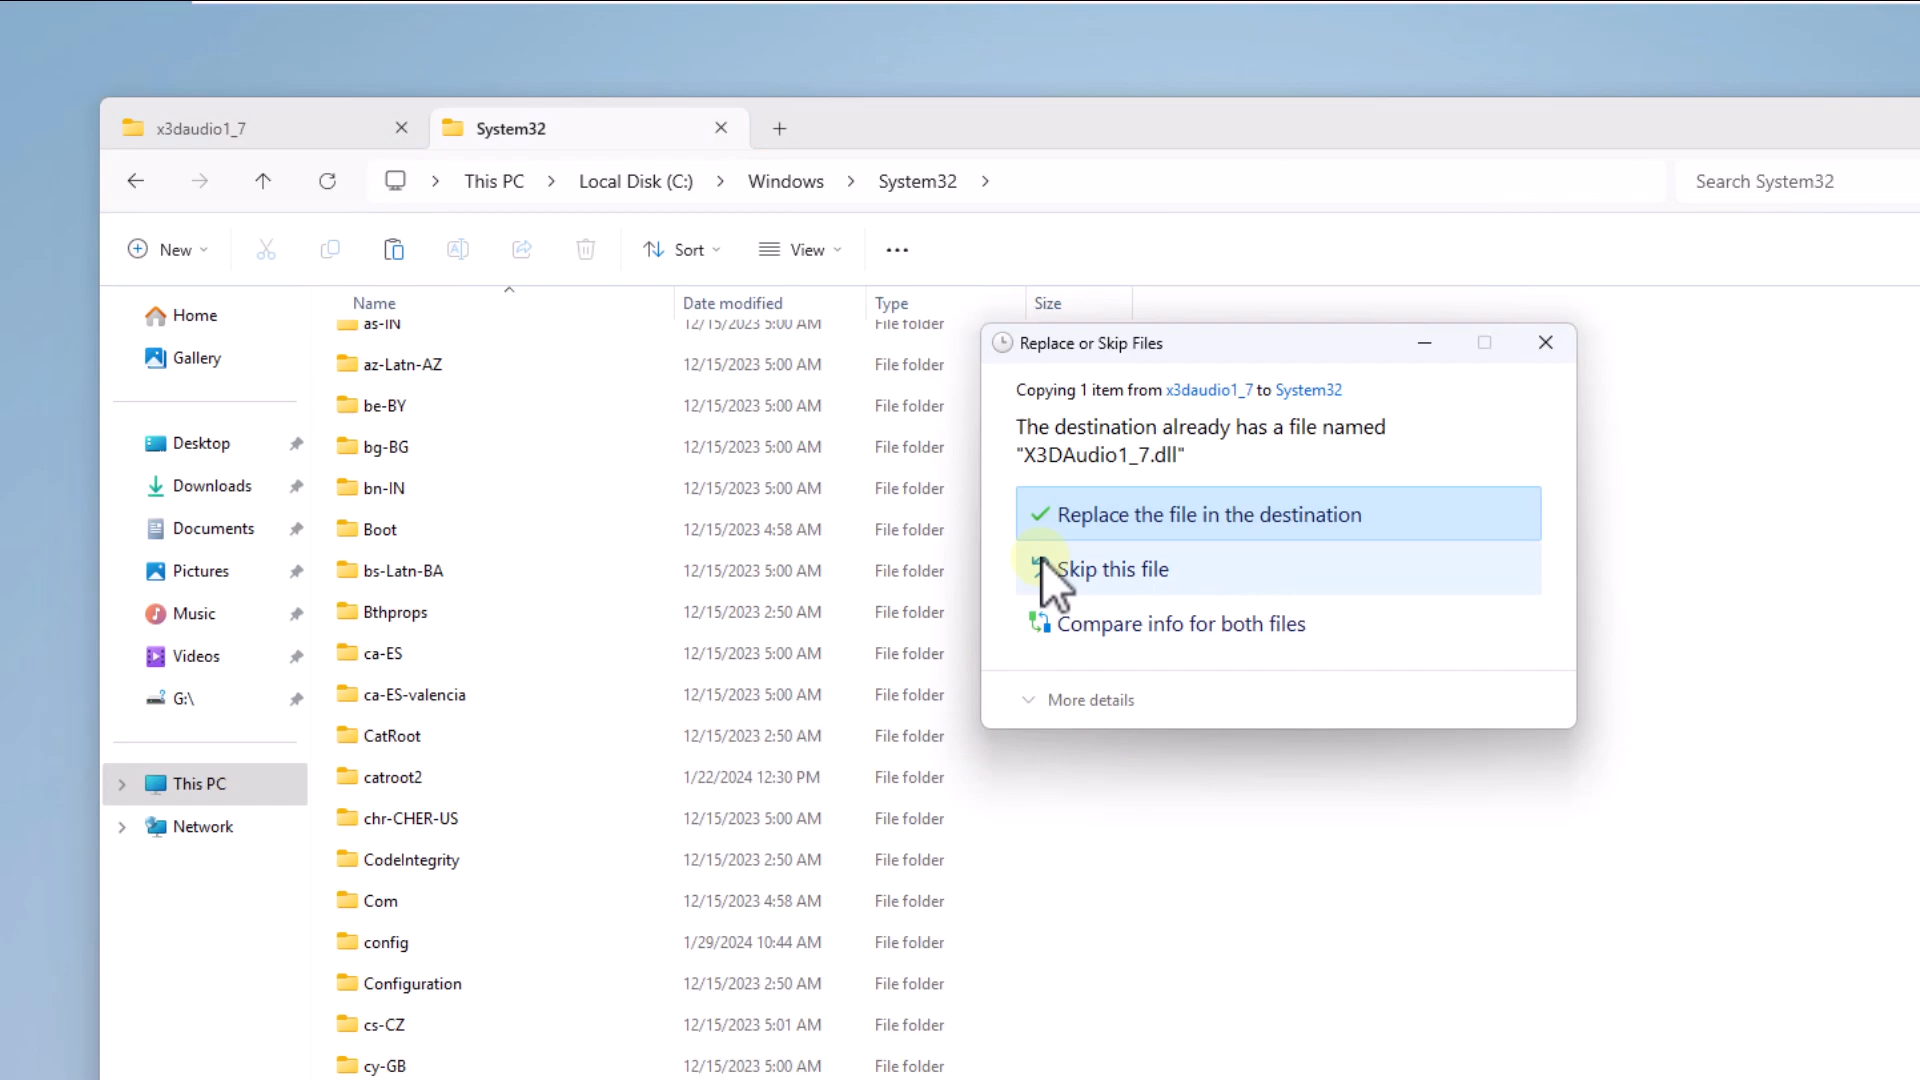 x3daudio1_7
System32
This PC
Local Disk (C:)
Windows
System32
Search System32
New
Sort
View
Name
Date modified
Type
Size
Home
Gallery
Desktop
Downloads
Documents
Pictures
Music
Videos
G:\
This PC
Network
as-IN 12/15/2023 5:00 AM File folder
az-Latn-AZ 12/15/2023 5:00 AM File folder
be-BY 12/15/2023 5:00 AM File folder
bg-BG 12/15/2023 5:00 AM File folder
bn-IN 12/15/2023 5:00 AM File folder
Boot 12/15/2023 4:58 AM File folder
bs-Latn-BA 12/15/2023 5:00 AM File folder
Bthprops 12/15/2023 2:50 AM File folder
ca-ES 12/15/2023 5:00 AM File folder
ca-ES-valencia 12/15/2023 5:00 AM File folder
CatRoot 12/15/2023 2:50 AM File folder
catroot2 1/22/2024 12:30 PM File folder
chr-CHER-US 12/15/2023 5:00 AM File folder
CodeIntegrity 12/15/2023 2:50 AM File folder
Com 12/15/2023 4:58 AM File folder
config 1/29/2024 10:44 AM File folder
Configuration 12/15/2023 2:50 AM File folder
cs-CZ 12/15/2023 5:01 AM File folder
cy-GB 12/15/2023 5:00 AM File folder
Replace or Skip Files
Copying 1 item from x3daudio1_7 to System32
The destination already has a file named
"X3DAudio1_7.dll"
Replace the file in the destination
Skip this file
Compare info for both files
More details